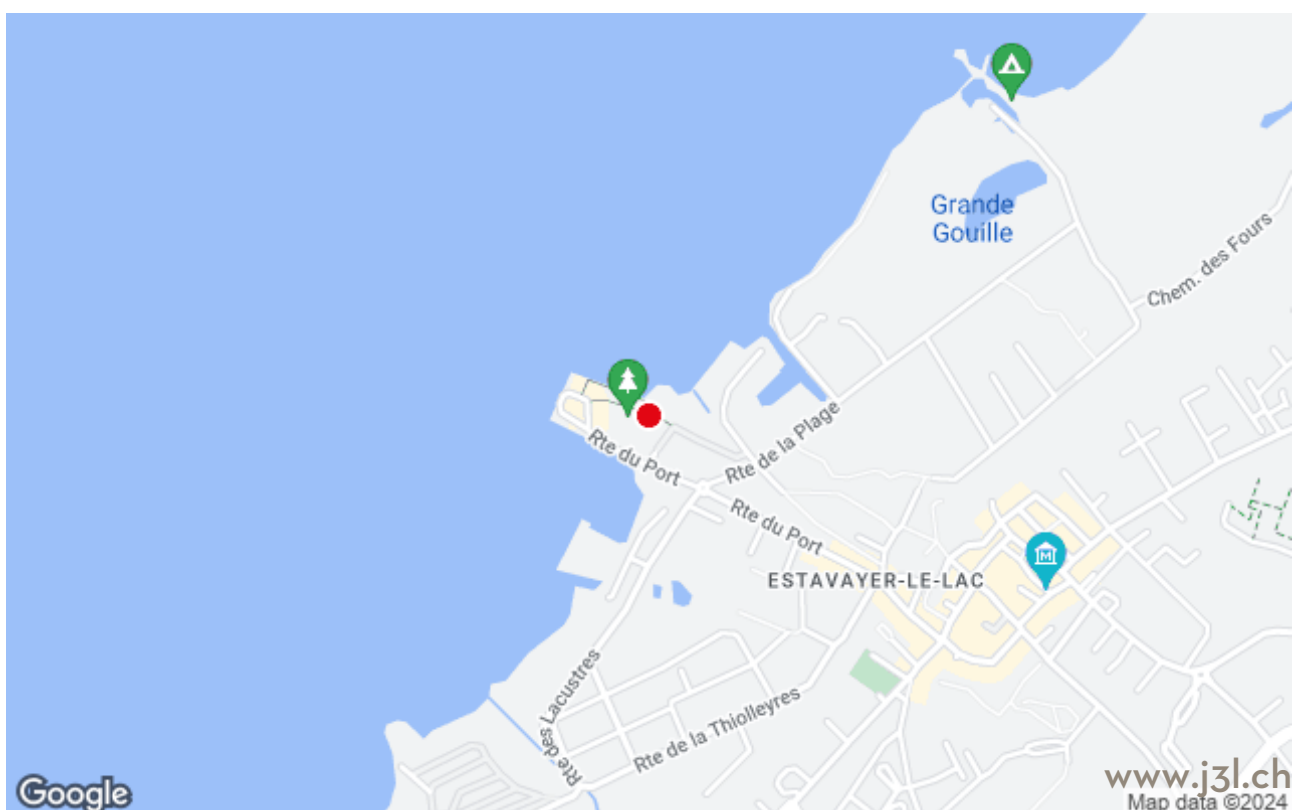 Grande
Gouille
Chem. des Fours
Rte de la Plage
Rte du Port
Rte du Port
ESTAVAYER-LE-LAC
M
Rte des Lacustres
Rte de la Thiolleyres
www.j3l.ch
Google
Map data ©2024